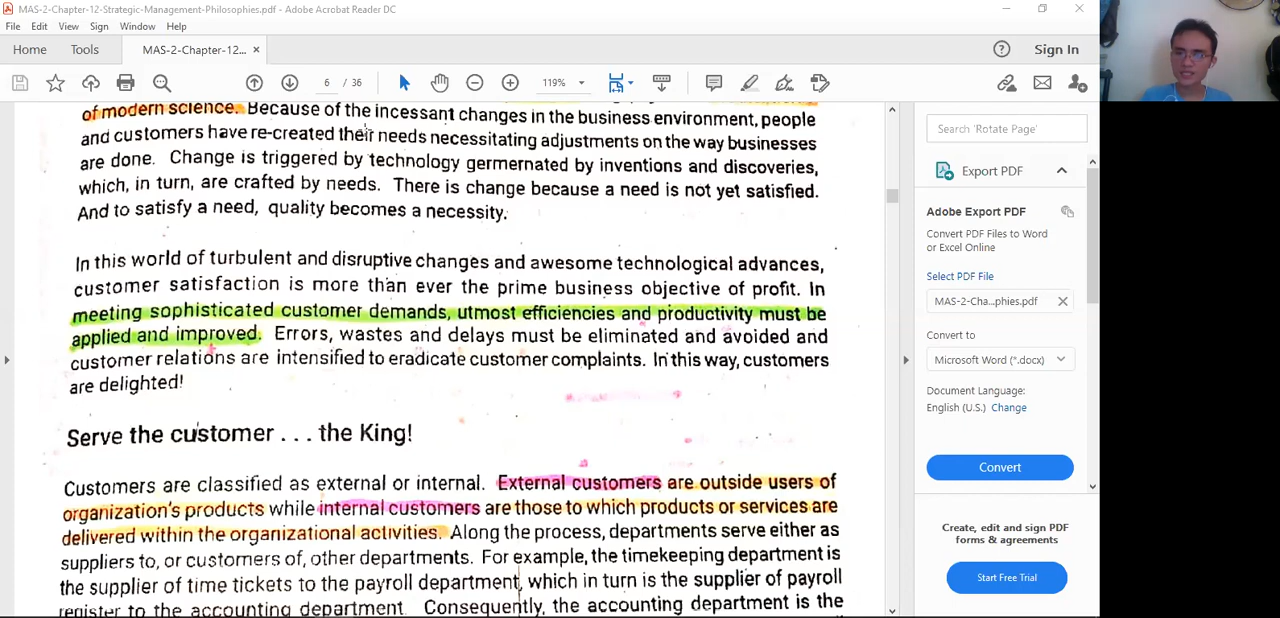 MAS-2-Chapter-12-Strategic-Management-Philosophies.pdf - Adobe Acrobat Reader DC
File Edit View Sign Window Help
Home Tools MAS-2-Chapter-12... × Sign In
6 / 36 119%
of modern science. Because of the incessant changes in the business environment, people
and customers have re-created their needs necessitating adjustments on the way businesses
are done. Change is triggered by technology germernated by inventions and discoveries,
which, in turn, are crafted by needs. There is change because a need is not yet satisfied.
And to satisfy a need, quality becomes a necessity.
In this world of turbulent and disruptive changes and awesome technological advances,
customer satisfaction is more than ever the prime business objective of profit. In
meeting sophisticated customer demands, utmost efficiencies and productivity must be
applied and improved. Errors, wastes and delays must be eliminated and avoided and
customer relations are intensified to eradicate customer complaints. In this way, customers
are delighted!
Serve the customer . . . the King!
Customers are classified as external or internal. External customers are outside users of
organization's products while internal customers are those to which products or services are
delivered within the organizational activities. Along the process, departments serve either as
suppliers to, or customers of, other departments. For example, the timekeeping department is
the supplier of time tickets to the payroll department, which in turn is the supplier of payroll
register to the accounting department. Consequently, the accounting department is the
Search 'Rotate Page'
Export PDF
Adobe Export PDF
Convert PDF Files to Word
or Excel Online
Select PDF File
MAS-2-Cha...phies.pdf ×
Convert to
Microsoft Word (*.docx)
Document Language:
English (U.S.) Change
Convert
Create, edit and sign PDF
forms & agreements
Start Free Trial